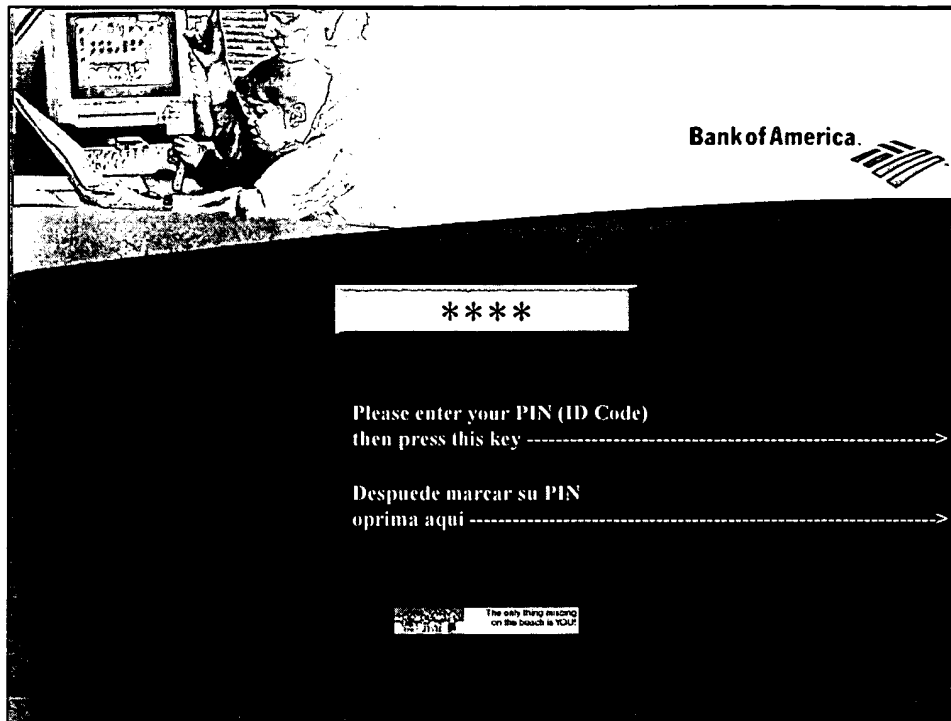 Bank of America.
****
Please enter your PIN (ID Code)
then press this key ---------------------------------------------------------->
Despuede marcar su PIN
oprima aquí ------------------------------------------------------------------>
The only thing missing
on the beach is YOU!